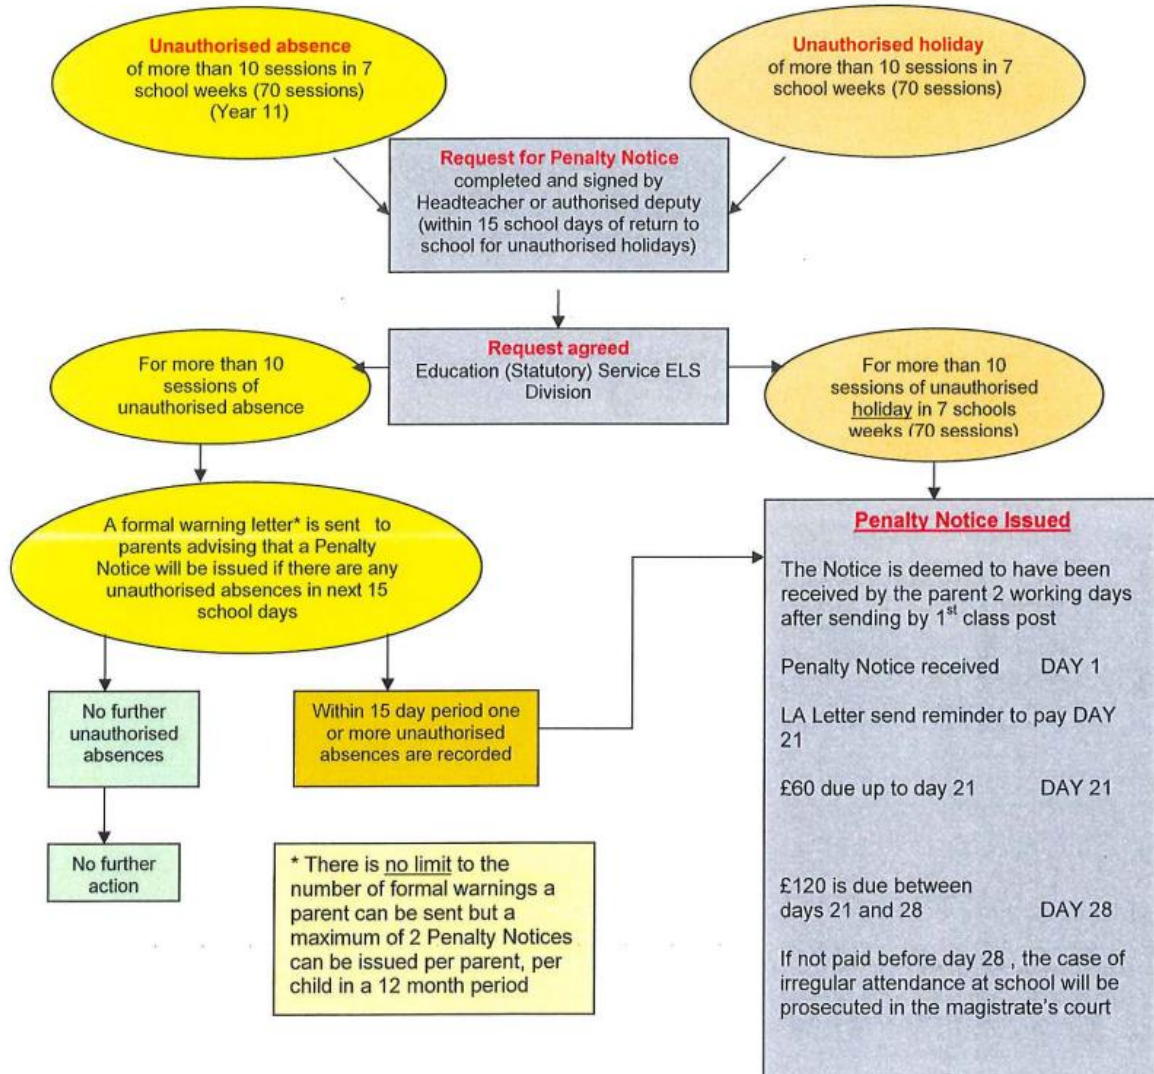 Unauthorised absence
of more than 10 sessions in 7
school weeks (70 sessions)
(Year 11)
Unauthorised holiday
of more than 10 sessions in 7
school weeks (70 sessions)
Request for Penalty Notice
completed and signed by
Headteacher or authorised deputy
(within 15 school days of return to
school for unauthorised holidays)
Request agreed
Education (Statutory) Service ELS
Division
For more than 10
sessions of
unauthorised absence
For more than 10
sessions of unauthorised
holiday in 7 schools
weeks (70 sessions)
A formal warning letter* is sent to
parents advising that a Penalty
Notice will be issued if there are any
unauthorised absences in next 15
school days
No further
unauthorised
absences
Within 15 day period one
or more unauthorised
absences are recorded
No further
action
* There is no limit to the
number of formal warnings a
parent can be sent but a
maximum of 2 Penalty Notices
can be issued per parent, per
child in a 12 month period
Penalty Notice Issued
The Notice is deemed to have been
received by the parent 2 working days
after sending by 1st class post
Penalty Notice received DAY 1
LA Letter send reminder to pay DAY
21
£60 due up to day 21 DAY 21
£120 is due between
days 21 and 28 DAY 28
If not paid before day 28 , the case of
irregular attendance at school will be
prosecuted in the magistrate's court